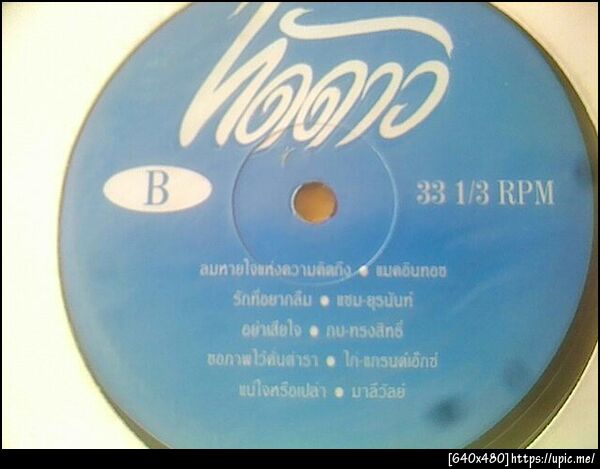 ทัดดาว
B
33 1/3 RPM
ลมหายใจแห่งความคิดถึง ● แมคอินทอช
รักที่อยากลืม ● แซม-ยุรนันท์
อย่าเสียใจ ● กบ-ทรงสิทธิ์
ขอภาพไว้คั่นตำรา ● ไก่-แกรนด์เอ็กซ์
แน่ใจหรือเปล่า ● มาลีวัลย์
[640x480]https://upic.me/